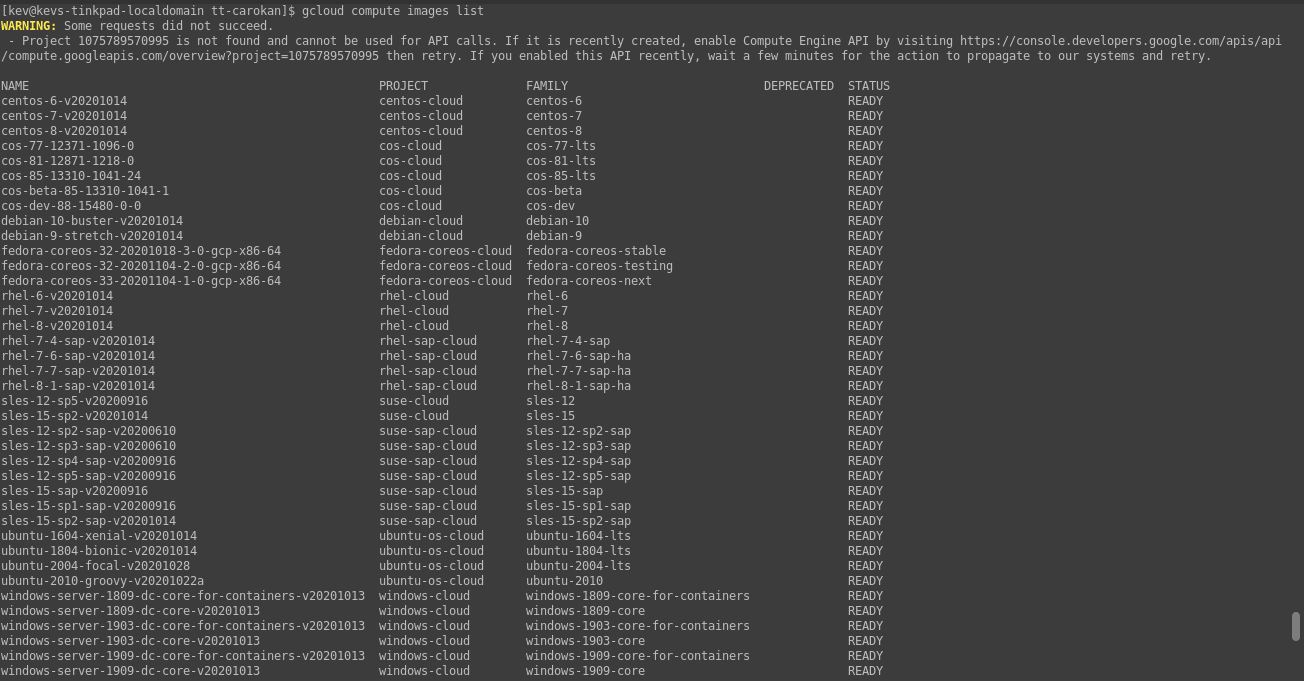 [kev@kevs-tinkpad-localdomain tt-carokan]$ gcloud compute images list
WARNING: Some requests did not succeed.
 - Project 1075789570995 is not found and cannot be used for API calls. If it is recently created, enable Compute Engine API by visiting https://console.developers.google.com/apis/api
/compute.googleapis.com/overview?project=1075789570995 then retry. If you enabled this API recently, wait a few minutes for the action to propagate to our systems and retry.

NAME PROJECT FAMILY DEPRECATED STATUS
centos-6-v20201014 centos-cloud centos-6 READY
centos-7-v20201014 centos-cloud centos-7 READY
centos-8-v20201014 centos-cloud centos-8 READY
cos-77-12371-1096-0 cos-cloud cos-77-lts READY
cos-81-12871-1218-0 cos-cloud cos-81-lts READY
cos-85-13310-1041-24 cos-cloud cos-85-lts READY
cos-beta-85-13310-1041-1 cos-cloud cos-beta READY
cos-dev-88-15480-0-0 cos-cloud cos-dev READY
debian-10-buster-v20201014 debian-cloud debian-10 READY
debian-9-stretch-v20201014 debian-cloud debian-9 READY
fedora-coreos-32-20201018-3-0-gcp-x86-64 fedora-coreos-cloud fedora-coreos-stable READY
fedora-coreos-32-20201104-2-0-gcp-x86-64 fedora-coreos-cloud fedora-coreos-testing READY
fedora-coreos-33-20201104-1-0-gcp-x86-64 fedora-coreos-cloud fedora-coreos-next READY
rhel-6-v20201014 rhel-cloud rhel-6 READY
rhel-7-v20201014 rhel-cloud rhel-7 READY
rhel-8-v20201014 rhel-cloud rhel-8 READY
rhel-7-4-sap-v20201014 rhel-sap-cloud rhel-7-4-sap READY
rhel-7-6-sap-v20201014 rhel-sap-cloud rhel-7-6-sap-ha READY
rhel-7-7-sap-v20201014 rhel-sap-cloud rhel-7-7-sap-ha READY
rhel-8-1-sap-v20201014 rhel-sap-cloud rhel-8-1-sap-ha READY
sles-12-sp5-v20200916 suse-cloud sles-12 READY
sles-15-sp2-v20201014 suse-cloud sles-15 READY
sles-12-sp2-sap-v20200610 suse-sap-cloud sles-12-sp2-sap READY
sles-12-sp3-sap-v20200610 suse-sap-cloud sles-12-sp3-sap READY
sles-12-sp4-sap-v20200916 suse-sap-cloud sles-12-sp4-sap READY
sles-12-sp5-sap-v20200916 suse-sap-cloud sles-12-sp5-sap READY
sles-15-sap-v20200916 suse-sap-cloud sles-15-sap READY
sles-15-sp1-sap-v20200916 suse-sap-cloud sles-15-sp1-sap READY
sles-15-sp2-sap-v20201014 suse-sap-cloud sles-15-sp2-sap READY
ubuntu-1604-xenial-v20201014 ubuntu-os-cloud ubuntu-1604-lts READY
ubuntu-1804-bionic-v20201014 ubuntu-os-cloud ubuntu-1804-lts READY
ubuntu-2004-focal-v20201028 ubuntu-os-cloud ubuntu-2004-lts READY
ubuntu-2010-groovy-v20201022a ubuntu-os-cloud ubuntu-2010 READY
windows-server-1809-dc-core-for-containers-v20201013 windows-cloud windows-1809-core-for-containers READY
windows-server-1809-dc-core-v20201013 windows-cloud windows-1809-core READY
windows-server-1903-dc-core-for-containers-v20201013 windows-cloud windows-1903-core-for-containers READY
windows-server-1903-dc-core-v20201013 windows-cloud windows-1903-core READY
windows-server-1909-dc-core-for-containers-v20201013 windows-cloud windows-1909-core-for-containers READY
windows-server-1909-dc-core-v20201013 windows-cloud windows-1909-core READY